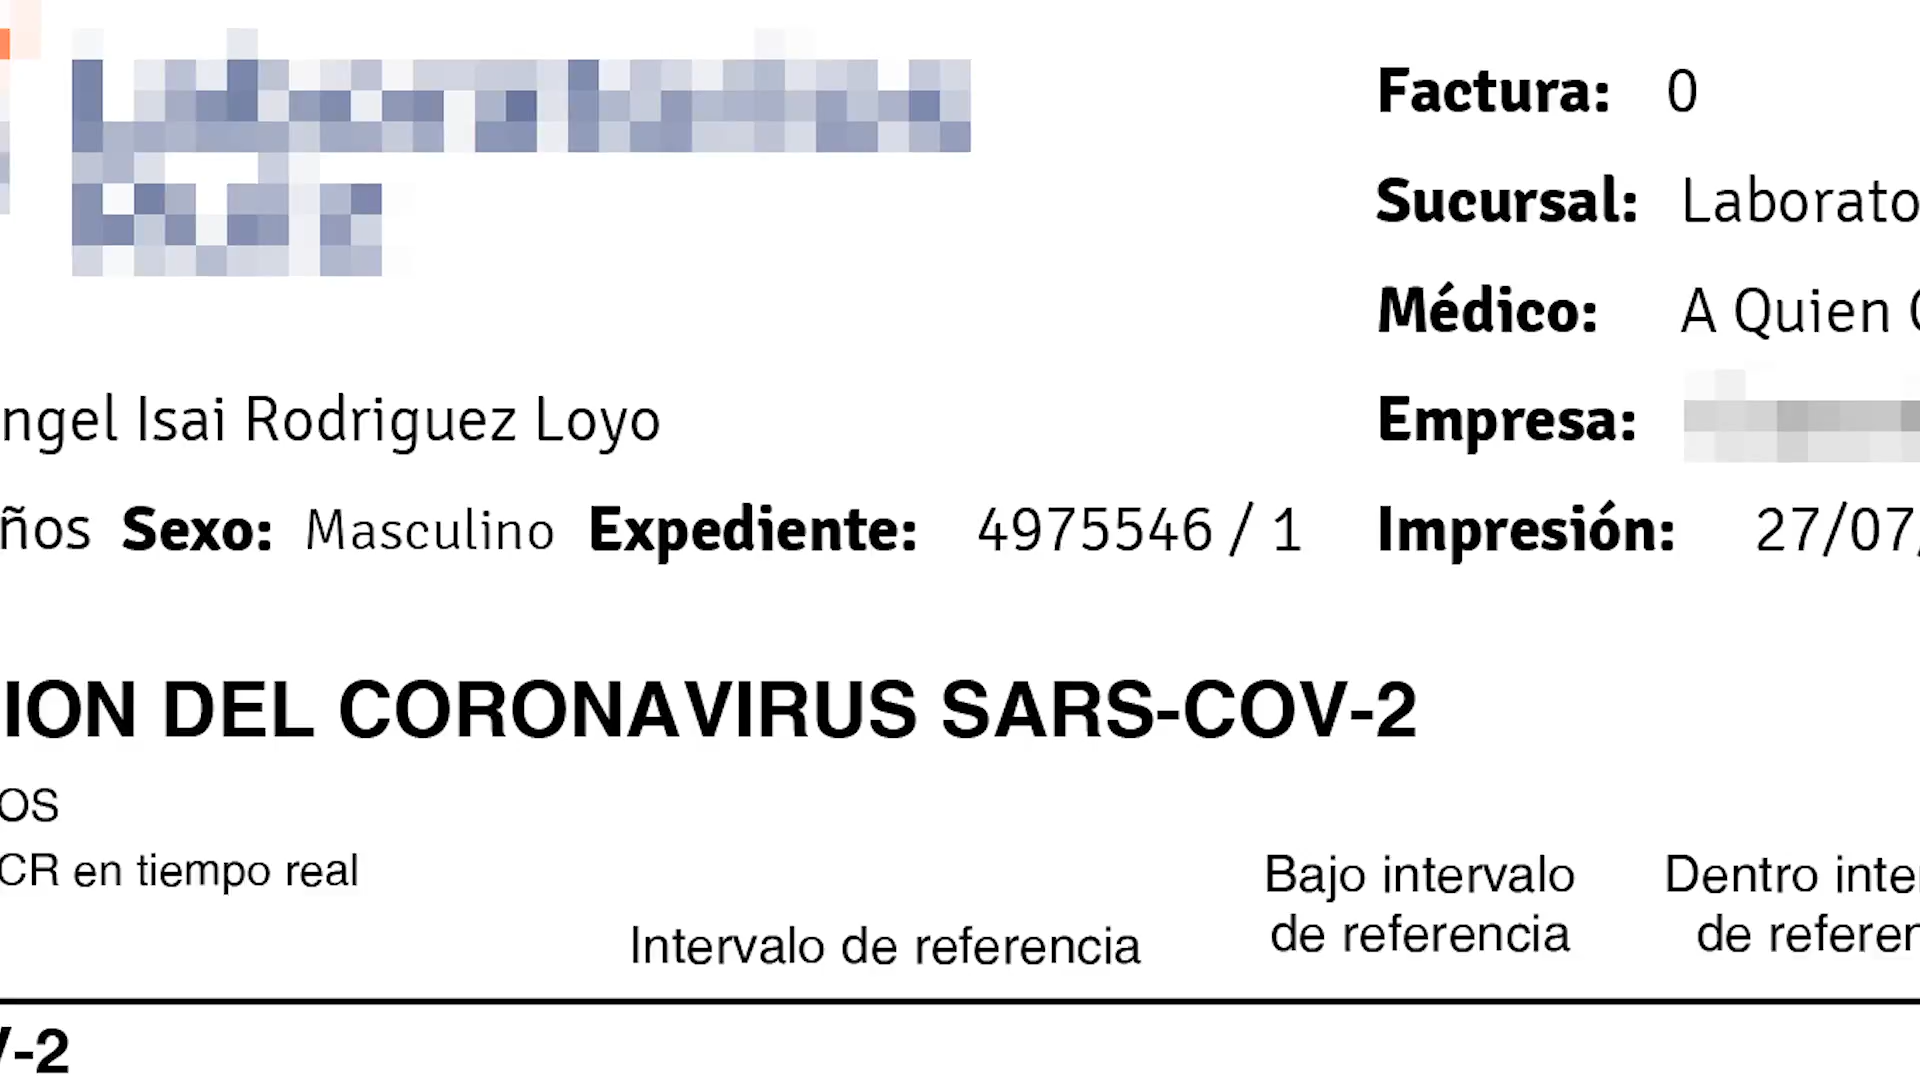 Factura: 0
Sucursal: Laborato
Médico: A Quien
ngel Isai Rodriguez Loyo
Empresa:
ños Sexo: Masculino Expediente: 4975546 / 1
Impresión: 27/07/
ION DEL CORONAVIRUS SARS-COV-2
OS
CR en tiempo real
Intervalo de referencia
Bajo intervalo
de referencia
Dentro inter
de referen
V-2